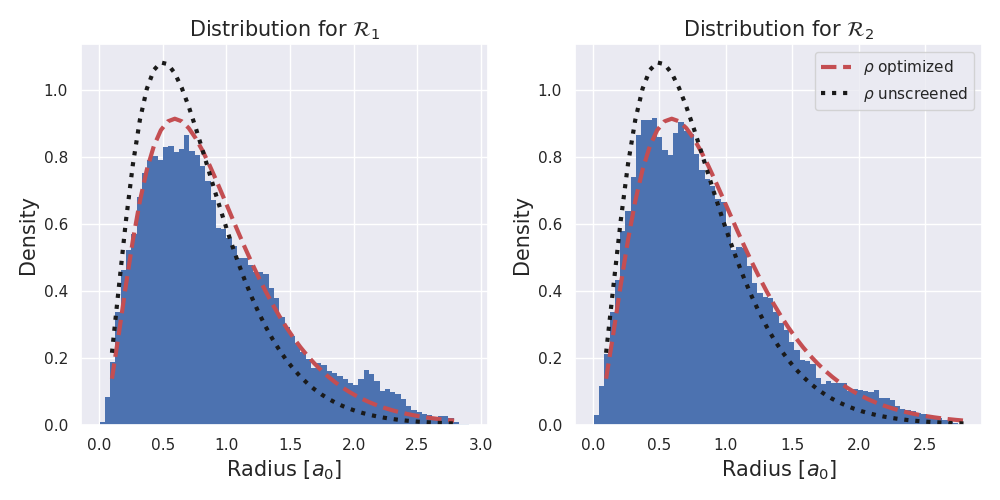 Distribution for $\mathcal{R}_1$
Density
1.0
0.8
0.6
0.4
0.2
0.0
0.0 0.5 1.0 1.5 2.0 2.5 3.0
Radius [$a_0$]
Distribution for $\mathcal{R}_2$
ρ optimized
ρ unscreened
Density
1.0
0.8
0.6
0.4
0.2
0.0
0.0 0.5 1.0 1.5 2.0 2.5
Radius [$a_0$]